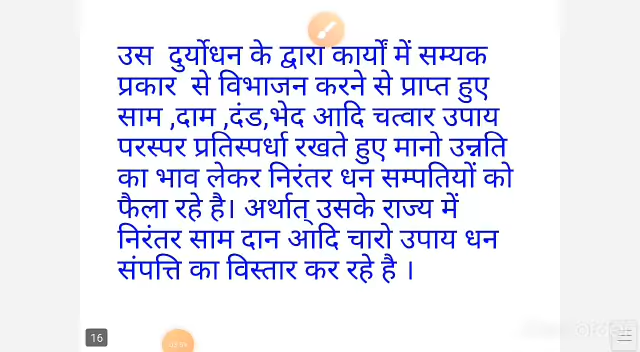 उस दुर्योधन के द्वारा कार्यों में सम्यक
प्रकार से विभाजन करने से प्राप्त हुए
साम ,दाम ,दंड,भेद आदि चत्वार उपाय
परस्पर प्रतिस्पर्धा रखते हुए मानो उन्नति
का भाव लेकर निरंतर धन सम्पतियों को
फैला रहे है। अर्थात् उसके राज्य में
निरंतर साम दान आदि चारो उपाय धन
संपत्ति का विस्तार कर रहे है ।
16